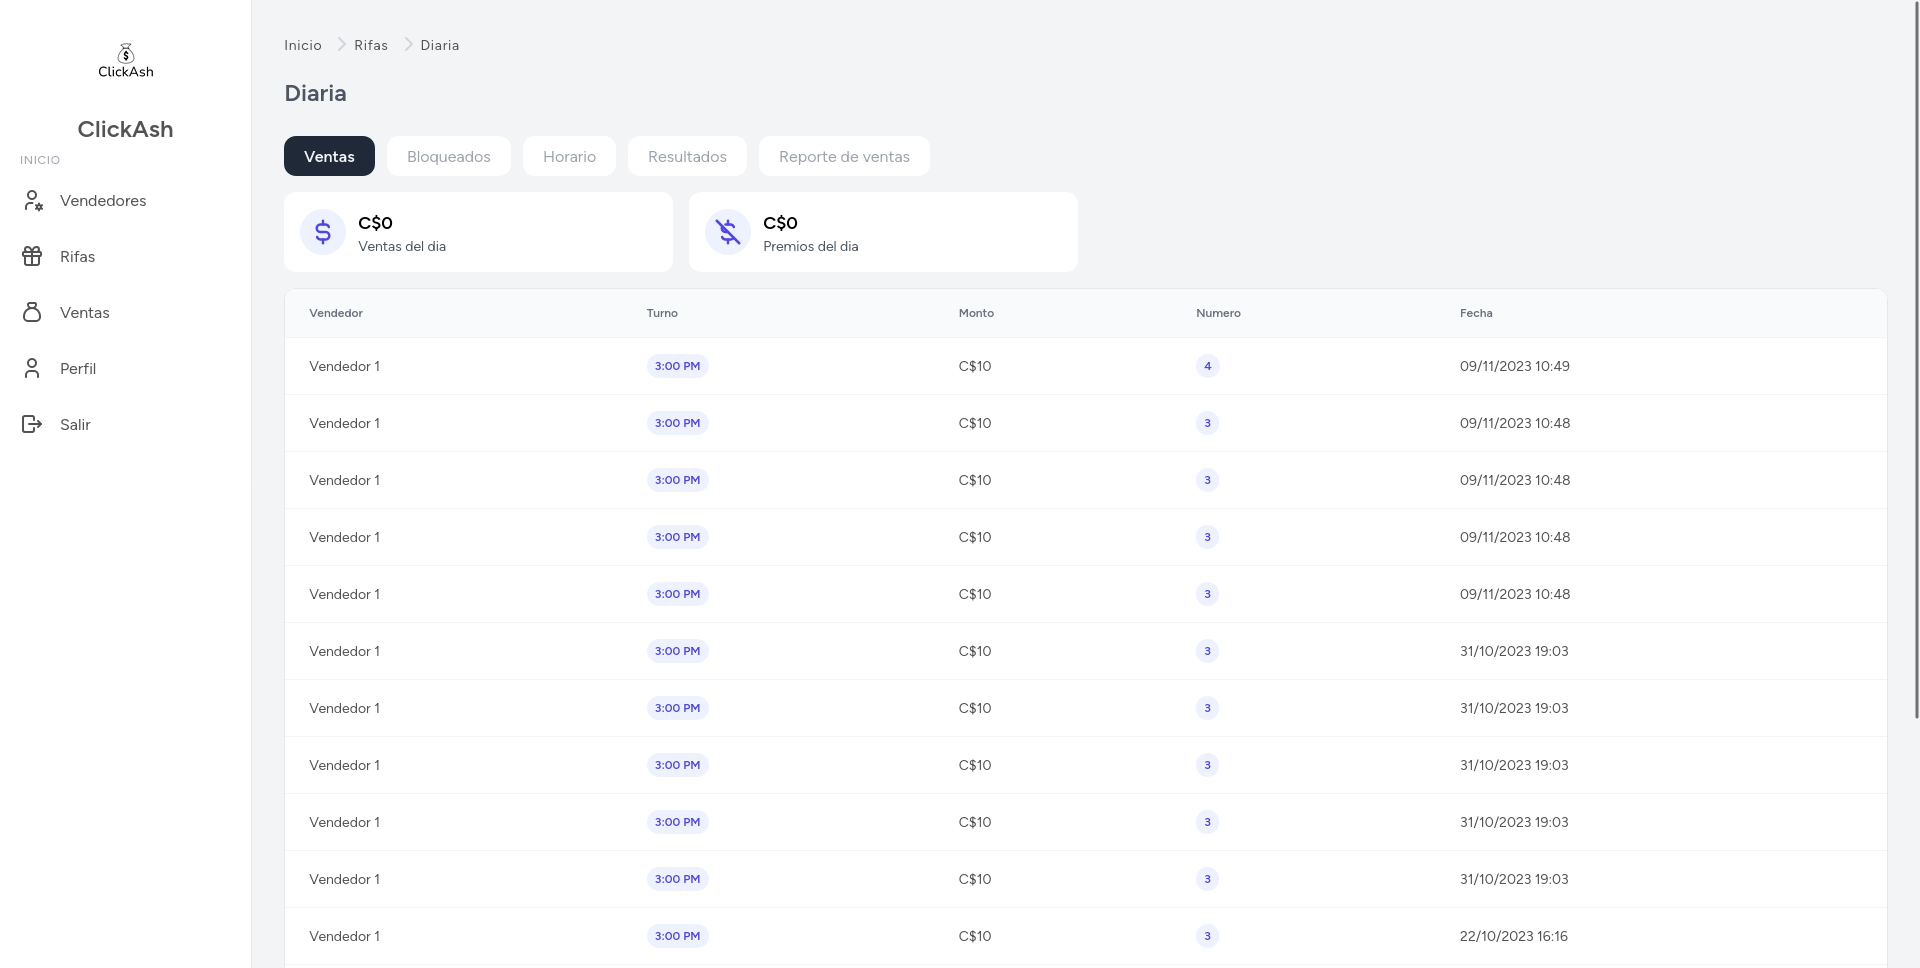 ClickAsh
ClickAsh
INICIO
Vendedores
Rifas
Ventas
Perfil
Salir
Inicio Rifas Diaria
Diaria
Ventas Bloqueados Horario Resultados Reporte de ventas
C$0
Ventas del dia
C$0
Premios del dia
Vendedor Turno Monto Numero Fecha
Vendedor 1 3:00 PM C$10 4 09/11/2023 10:49
Vendedor 1 3:00 PM C$10 3 09/11/2023 10:48
Vendedor 1 3:00 PM C$10 3 09/11/2023 10:48
Vendedor 1 3:00 PM C$10 3 09/11/2023 10:48
Vendedor 1 3:00 PM C$10 3 09/11/2023 10:48
Vendedor 1 3:00 PM C$10 3 31/10/2023 19:03
Vendedor 1 3:00 PM C$10 3 31/10/2023 19:03
Vendedor 1 3:00 PM C$10 3 31/10/2023 19:03
Vendedor 1 3:00 PM C$10 3 31/10/2023 19:03
Vendedor 1 3:00 PM C$10 3 31/10/2023 19:03
Vendedor 1 3:00 PM C$10 3 22/10/2023 16:16